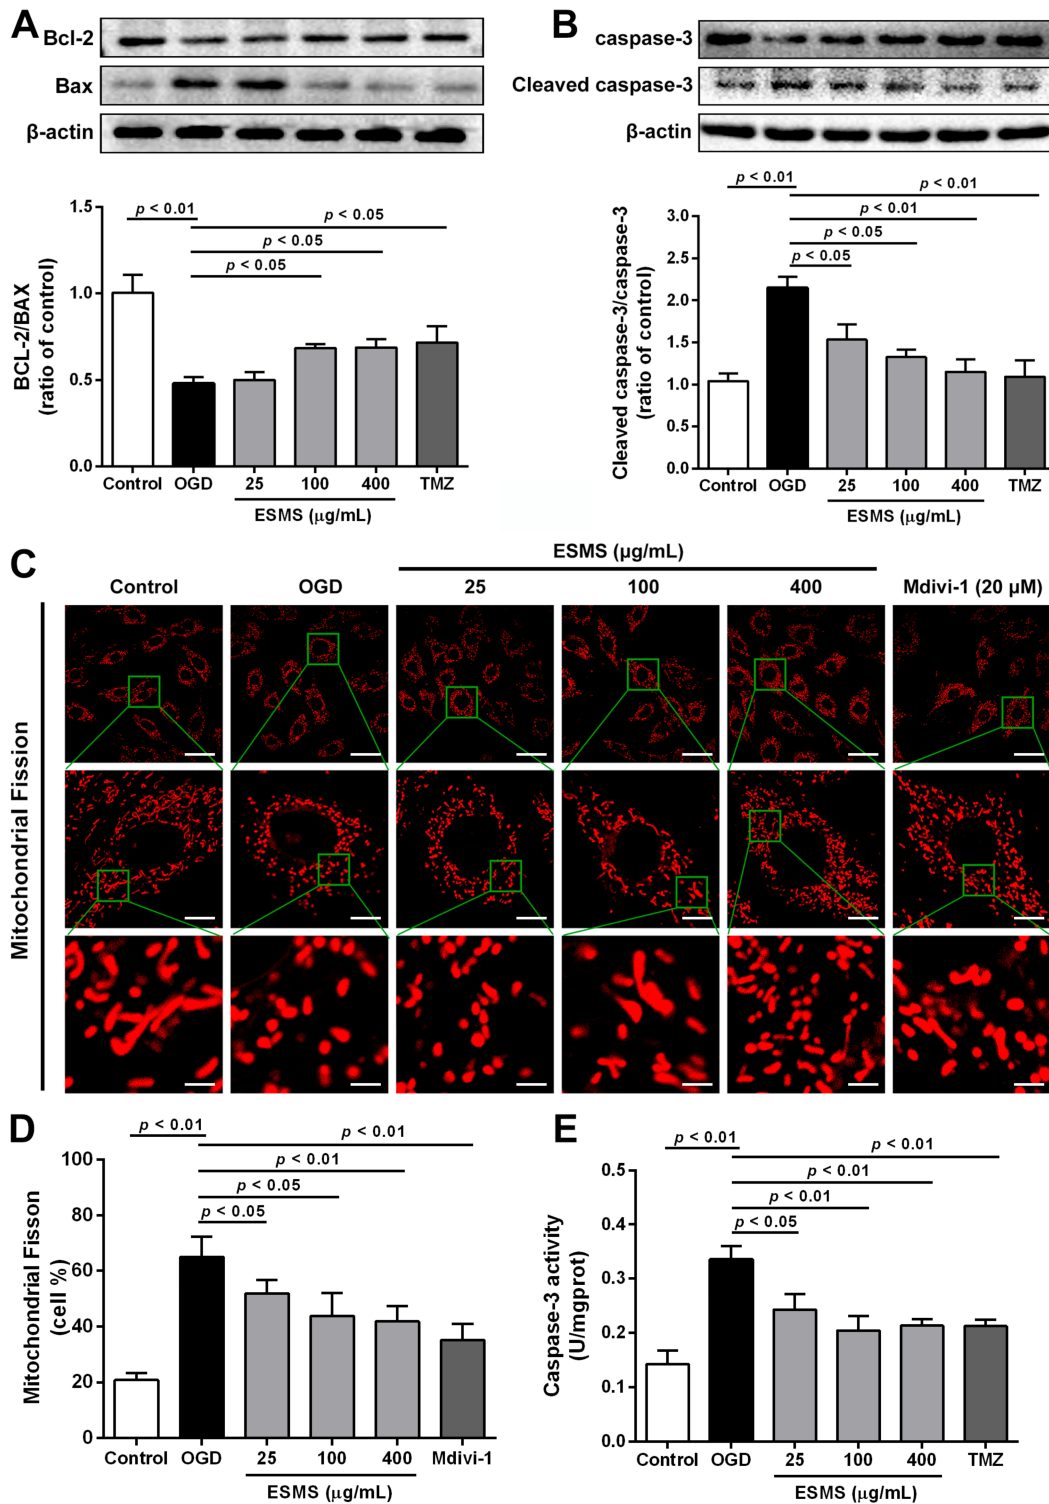 A
Bcl-2
Bax
β-actin
p < 0.01
p < 0.05
p < 0.05
p < 0.05
BCL-2/BAX
(ratio of control)
1.5
1.0
0.5
0.0
Control OGD 25 100 400 TMZ
ESMS (μg/mL)
B
caspase-3
Cleaved caspase-3
β-actin
p < 0.01
p < 0.01
p < 0.01
p < 0.05
p < 0.05
Cleaved caspase-3/caspase-3
(ratio of control)
3.0
2.5
2.0
1.5
1.0
0.5
0.0
Control OGD 25 100 400 TMZ
ESMS (μg/mL)
C
ESMS (μg/mL)
Control OGD 25 100 400 Mdivi-1 (20 μM)
Mitochondrial Fission
D
p < 0.01
p < 0.01
p < 0.01
p < 0.05
p < 0.05
Mitochondrial Fisson
(cell %)
100
80
60
40
20
0
Control OGD 25 100 400 Mdivi-1
ESMS (μg/mL)
E
p < 0.01
p < 0.01
p < 0.01
p < 0.01
p < 0.05
Caspase-3 activity
(U/mgprot)
0.5
0.4
0.3
0.2
0.1
0.0
Control OGD 25 100 400 TMZ
ESMS (μg/mL)